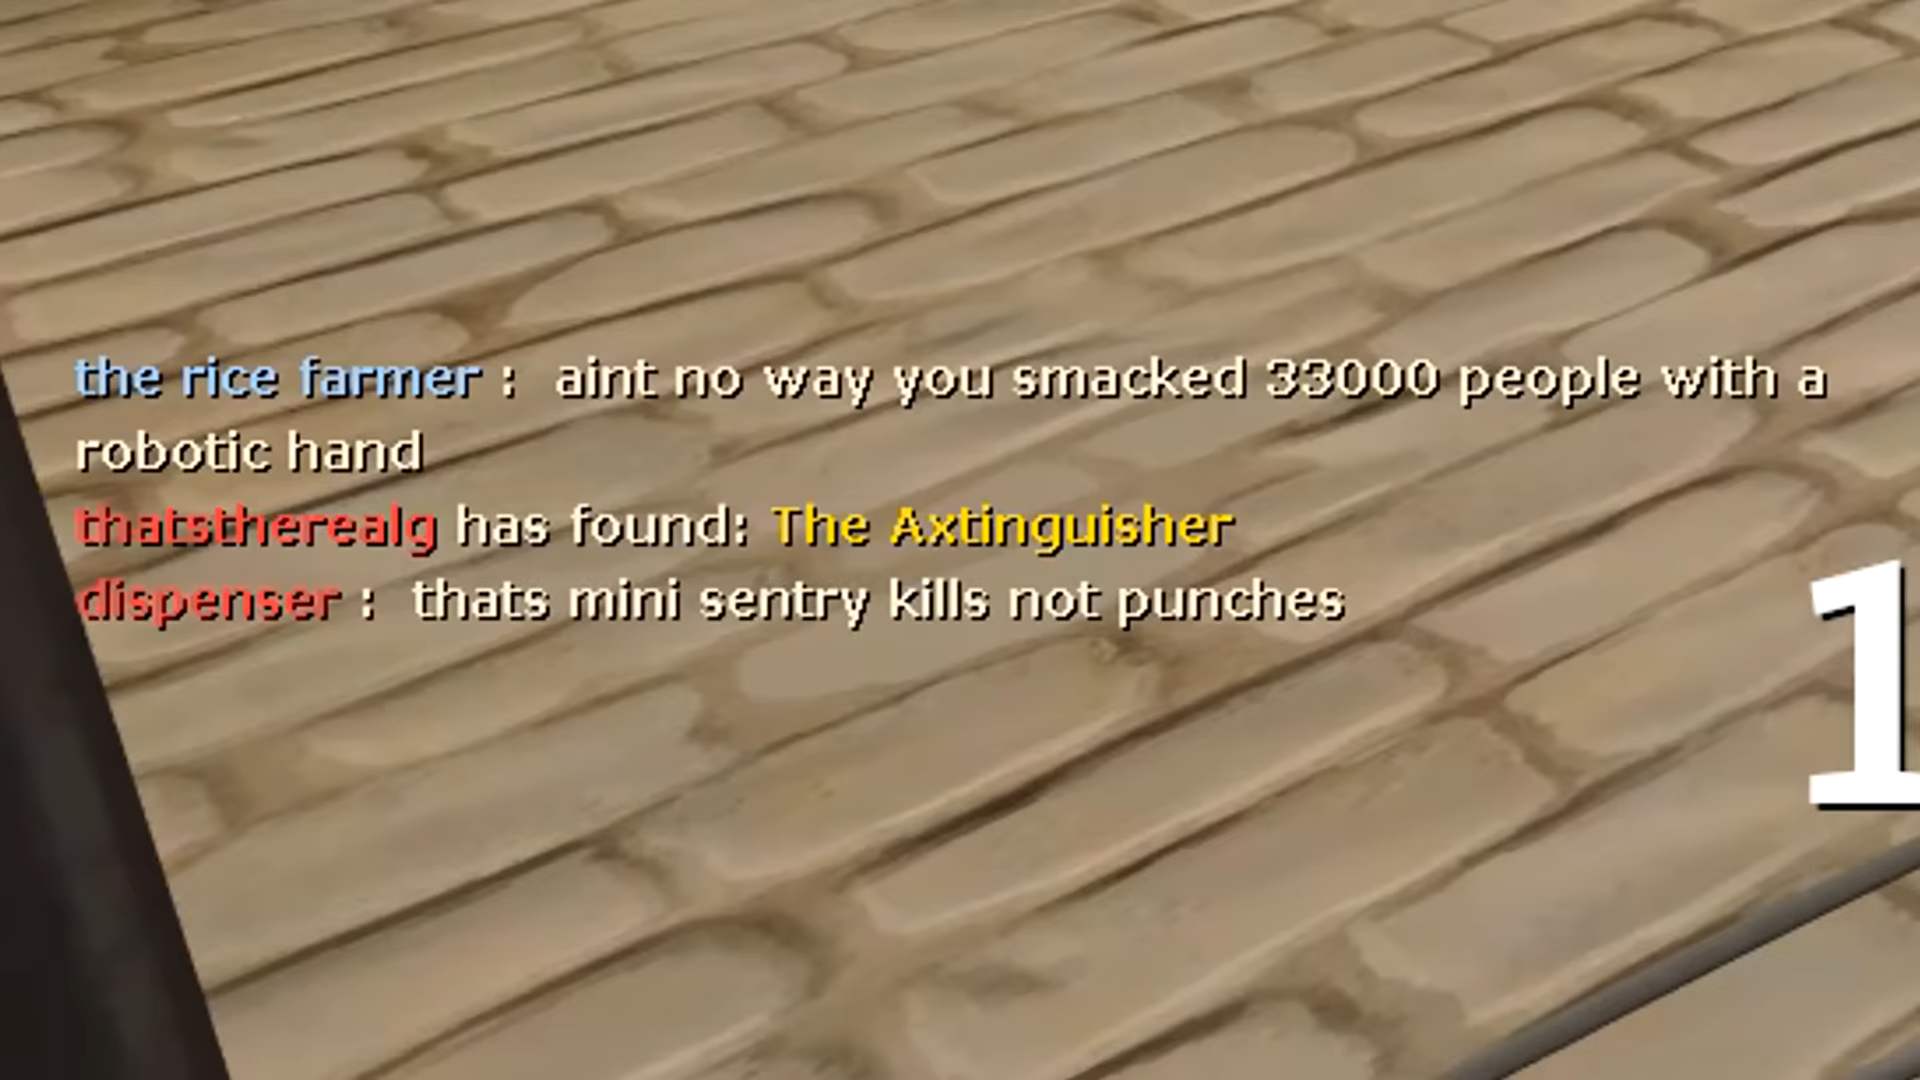 the rice farmer :  aint no way you smacked 33000 people with a
robotic hand
thatstherealg has found: The Axtinguisher
dispenser :  thats mini sentry kills not punches
1